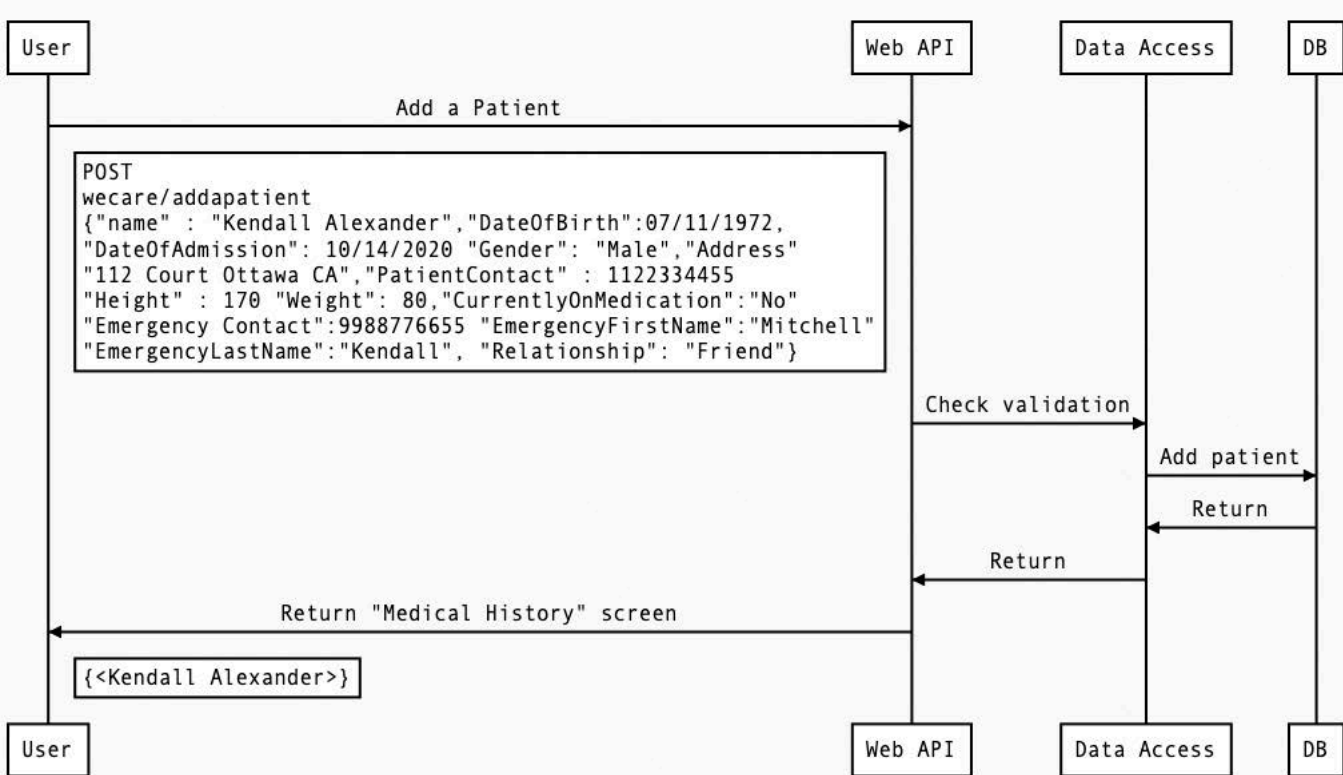 User
Web API
Data Access
DB
Add a Patient
POST
wecare/addapatient
{"name" : "Kendall Alexander","DateOfBirth":07/11/1972,
"DateOfAdmission": 10/14/2020 "Gender": "Male","Address"
"112 Court Ottawa CA","PatientContact" : 1122334455
"Height" : 170 "Weight": 80,"CurrentlyOnMedication":"No"
"Emergency Contact":9988776655 "EmergencyFirstName":"Mitchell"
"EmergencyLastName":"Kendall", "Relationship": "Friend"}
Check validation
Add patient
Return
Return
Return "Medical History" screen
{<Kendall Alexander>}
User
Web API
Data Access
DB